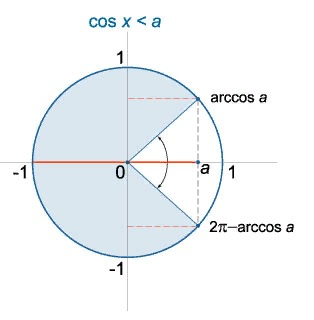 cos x < a
1
arccos a
-1
0
a
1
2π−arccos a
-1